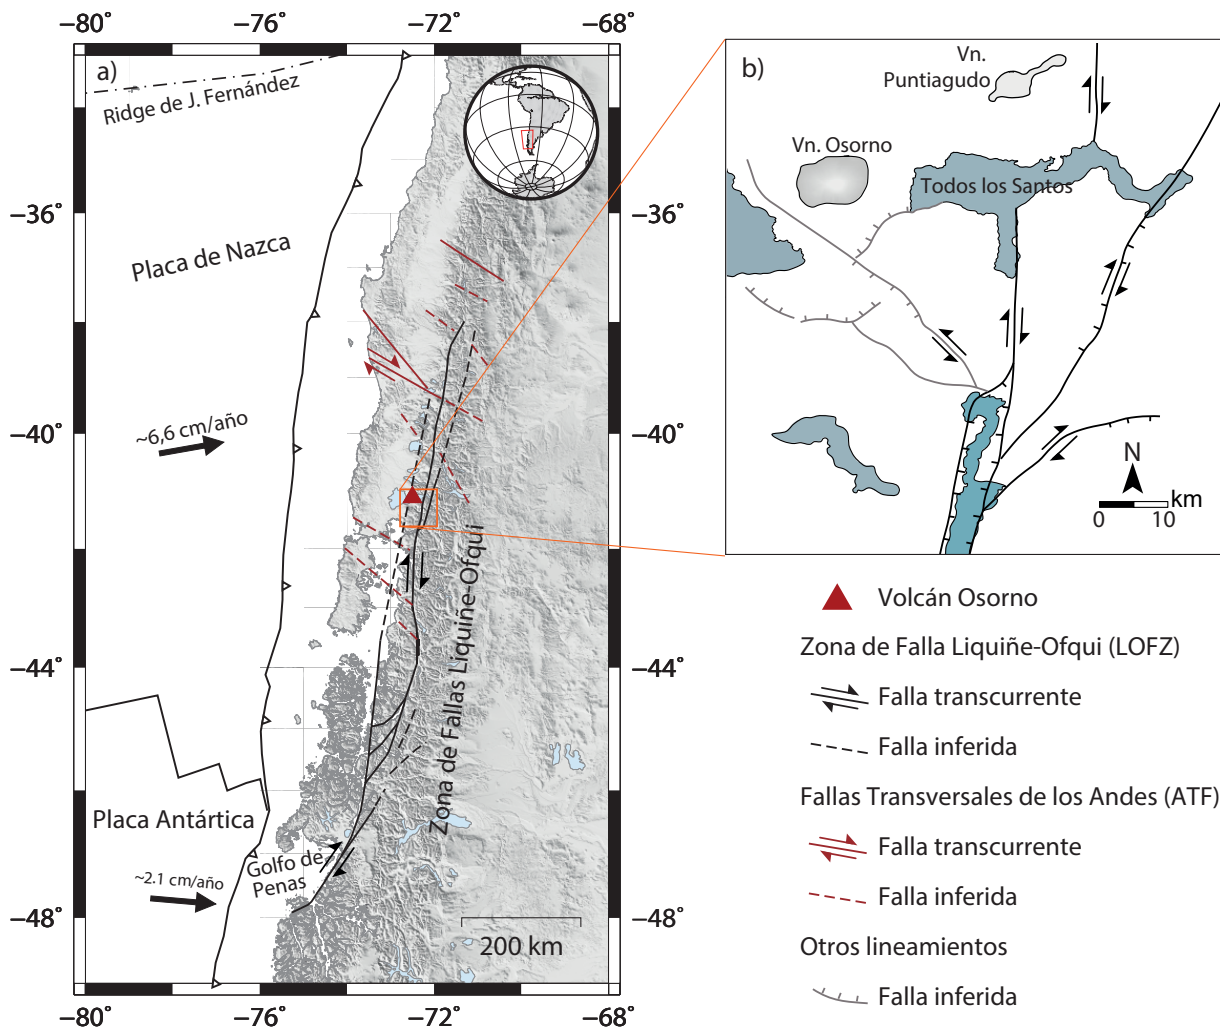 −80˚
−76˚
−72˚
−68˚
a)
Ridge de J. Fernández
−36˚
−36˚
Placa de Nazca
~6,6 cm/año
−40˚
−40˚
−44˚
−44˚
Zona de Fallas Liquiñe-Ofqui
Placa Antártica
~2.1 cm/año
Golfo de
Penas
−48˚
−48˚
200 km
−80˚
−76˚
−72˚
−68˚
b)
Vn.
Puntiagudo
Vn. Osorno
Todos los Santos
N
km
0
10
Volcán Osorno
Zona de Falla Liquiñe-Ofqui (LOFZ)
Falla transcurrente
Falla inferida
Fallas Transversales de los Andes (ATF)
Falla transcurrente
Falla inferida
Otros lineamientos
Falla inferida